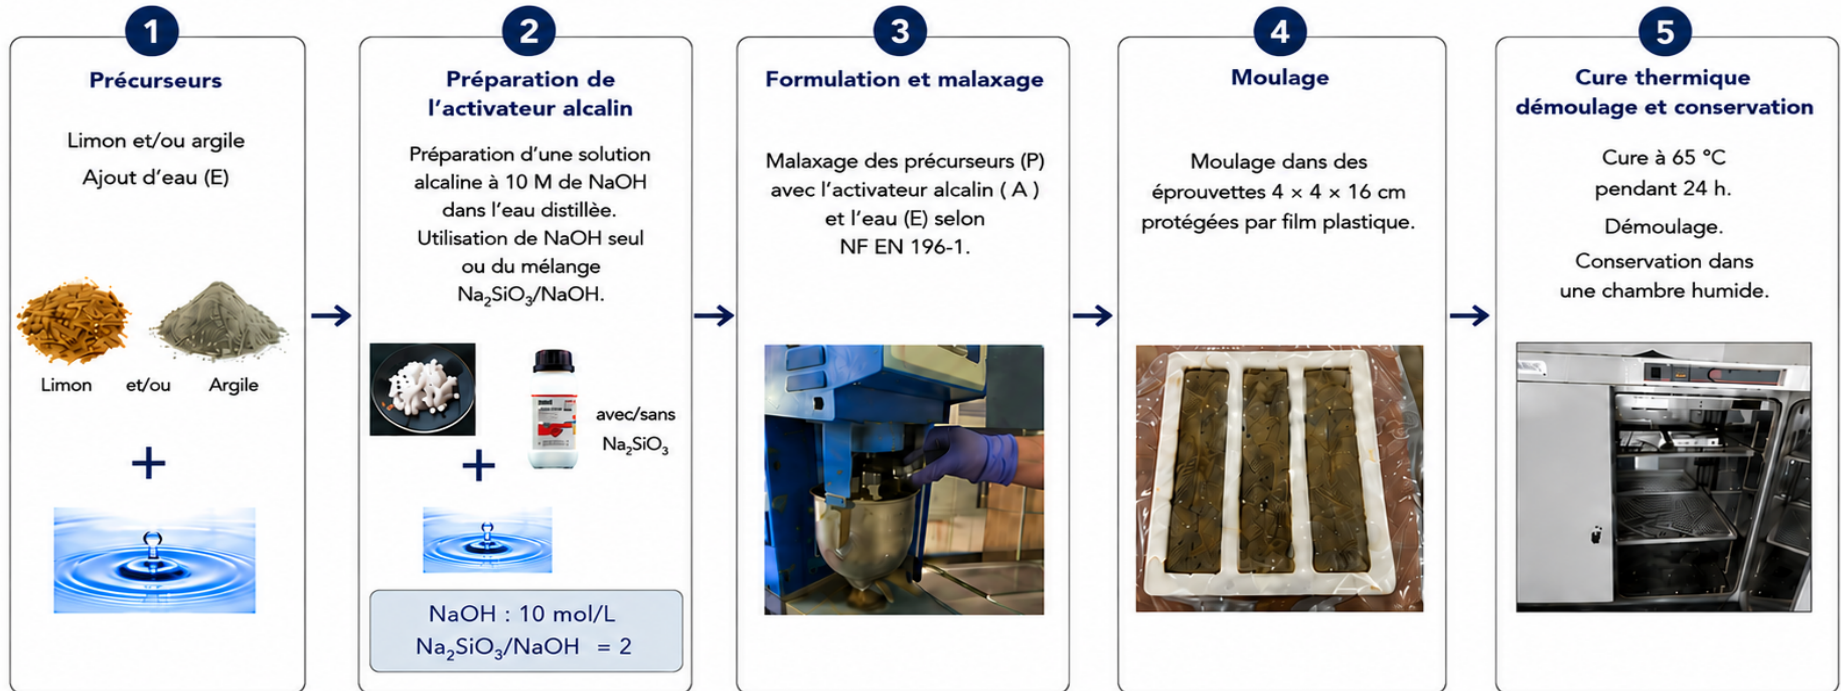 1
Précurseurs
Limon et/ou argile
Ajout d'eau (E)
Limon et/ou Argile
+
2
Préparation de
l'activateur alcalin
Préparation d'une solution
alcaline à 10 M de NaOH
dans l'eau distillèe.
Utilisation de NaOH seul
ou du mélange
Na₂SiO₃/NaOH.
avec/sans
Na₂SiO₃
+
NaOH : 10 mol/L
Na₂SiO₃/NaOH = 2
3
Formulation et malaxage
Malaxage des précurseurs (P)
avec l'activateur alcalin ( A )
et l'eau (E) selon
NF EN 196-1.
4
Moulage
Moulage dans des
éprouvettes 4 × 4 × 16 cm
protégées par film plastique.
5
Cure thermique
démoulage et conservation
Cure à 65 °C
pendant 24 h.
Démoulage.
Conservation dans
une chambre humide.